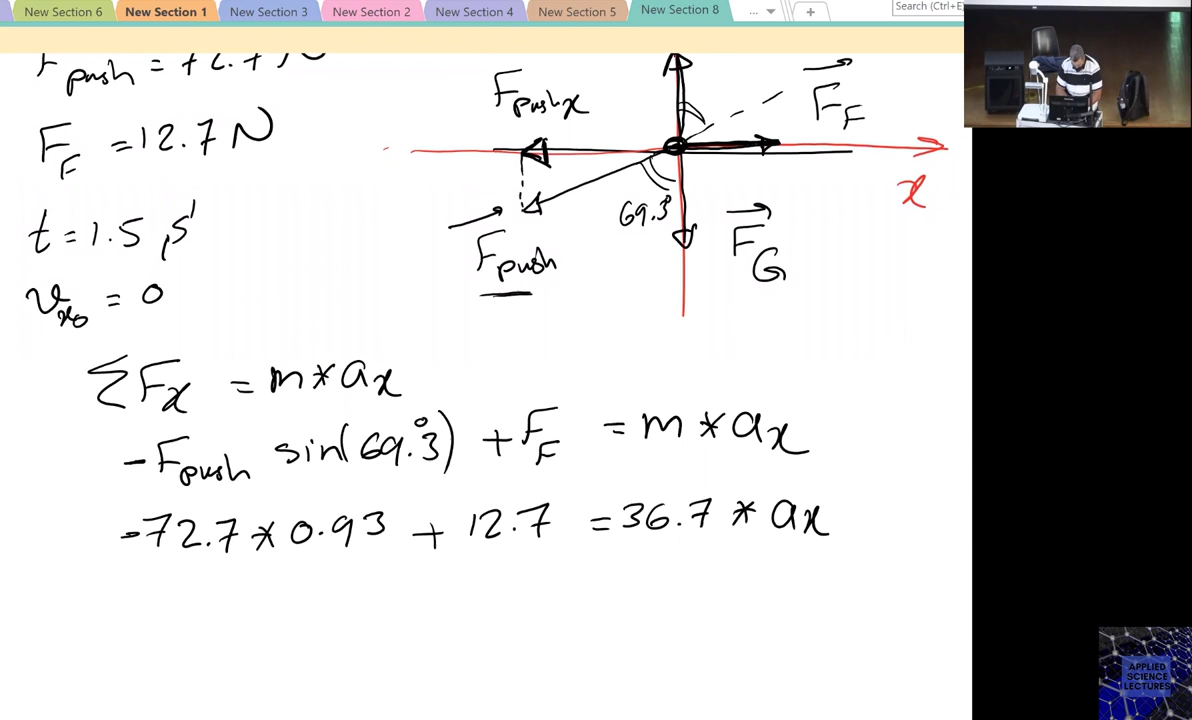 New Section 6 New Section 1 New Section 3 New Section 2 New Section 4 New Section 5 New Section 8 ... + Search (Ctrl+E
push =
F_F = 12.7 N
t = 1.5 s
v_x0 = 0
F_push x
F_F
69.3°
x
F_push
F_G
ΣF_x = m * a_x
-F_push sin(69.3°) + F_F = m * a_x
-72.7 * 0.93 + 12.7 = 36.7 * a_x
APPLIED
SCIENCE
LECTURES